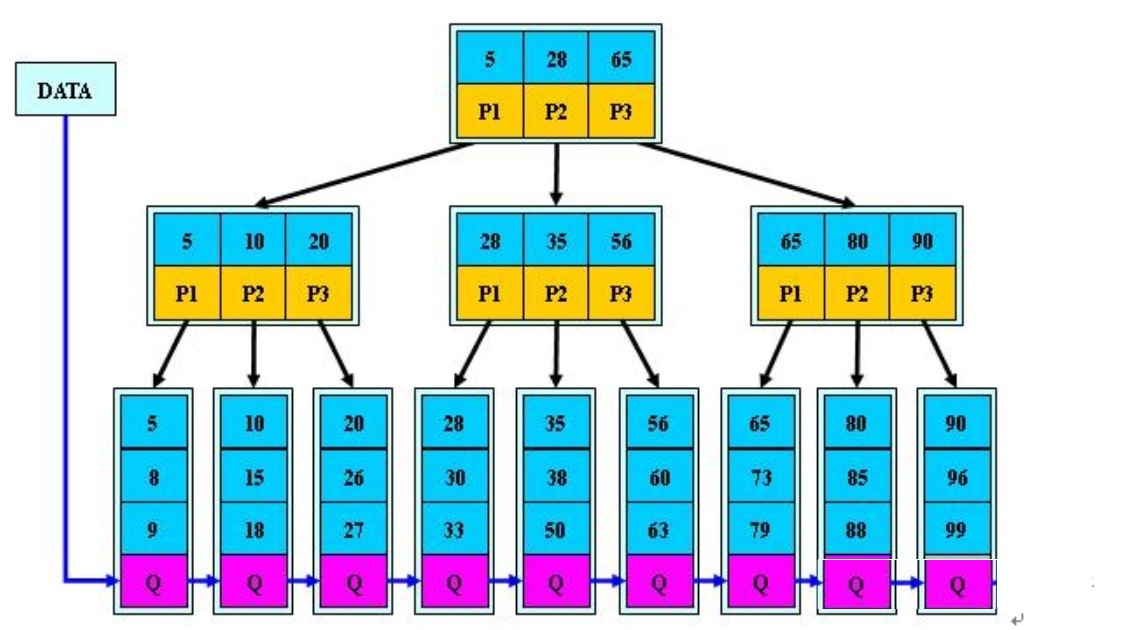 5 28 65
DATA
P1 P2 P3
5 10 20
28 35 56
65 80 90
P1 P2 P3
P1 P2 P3
P1 P2 P3
5 10 20 28 35 56 65 80 90
8 15 26 30 38 60 73 85 96
9 18 27 33 50 63 79 88 99
Q Q Q Q Q Q Q Q Q